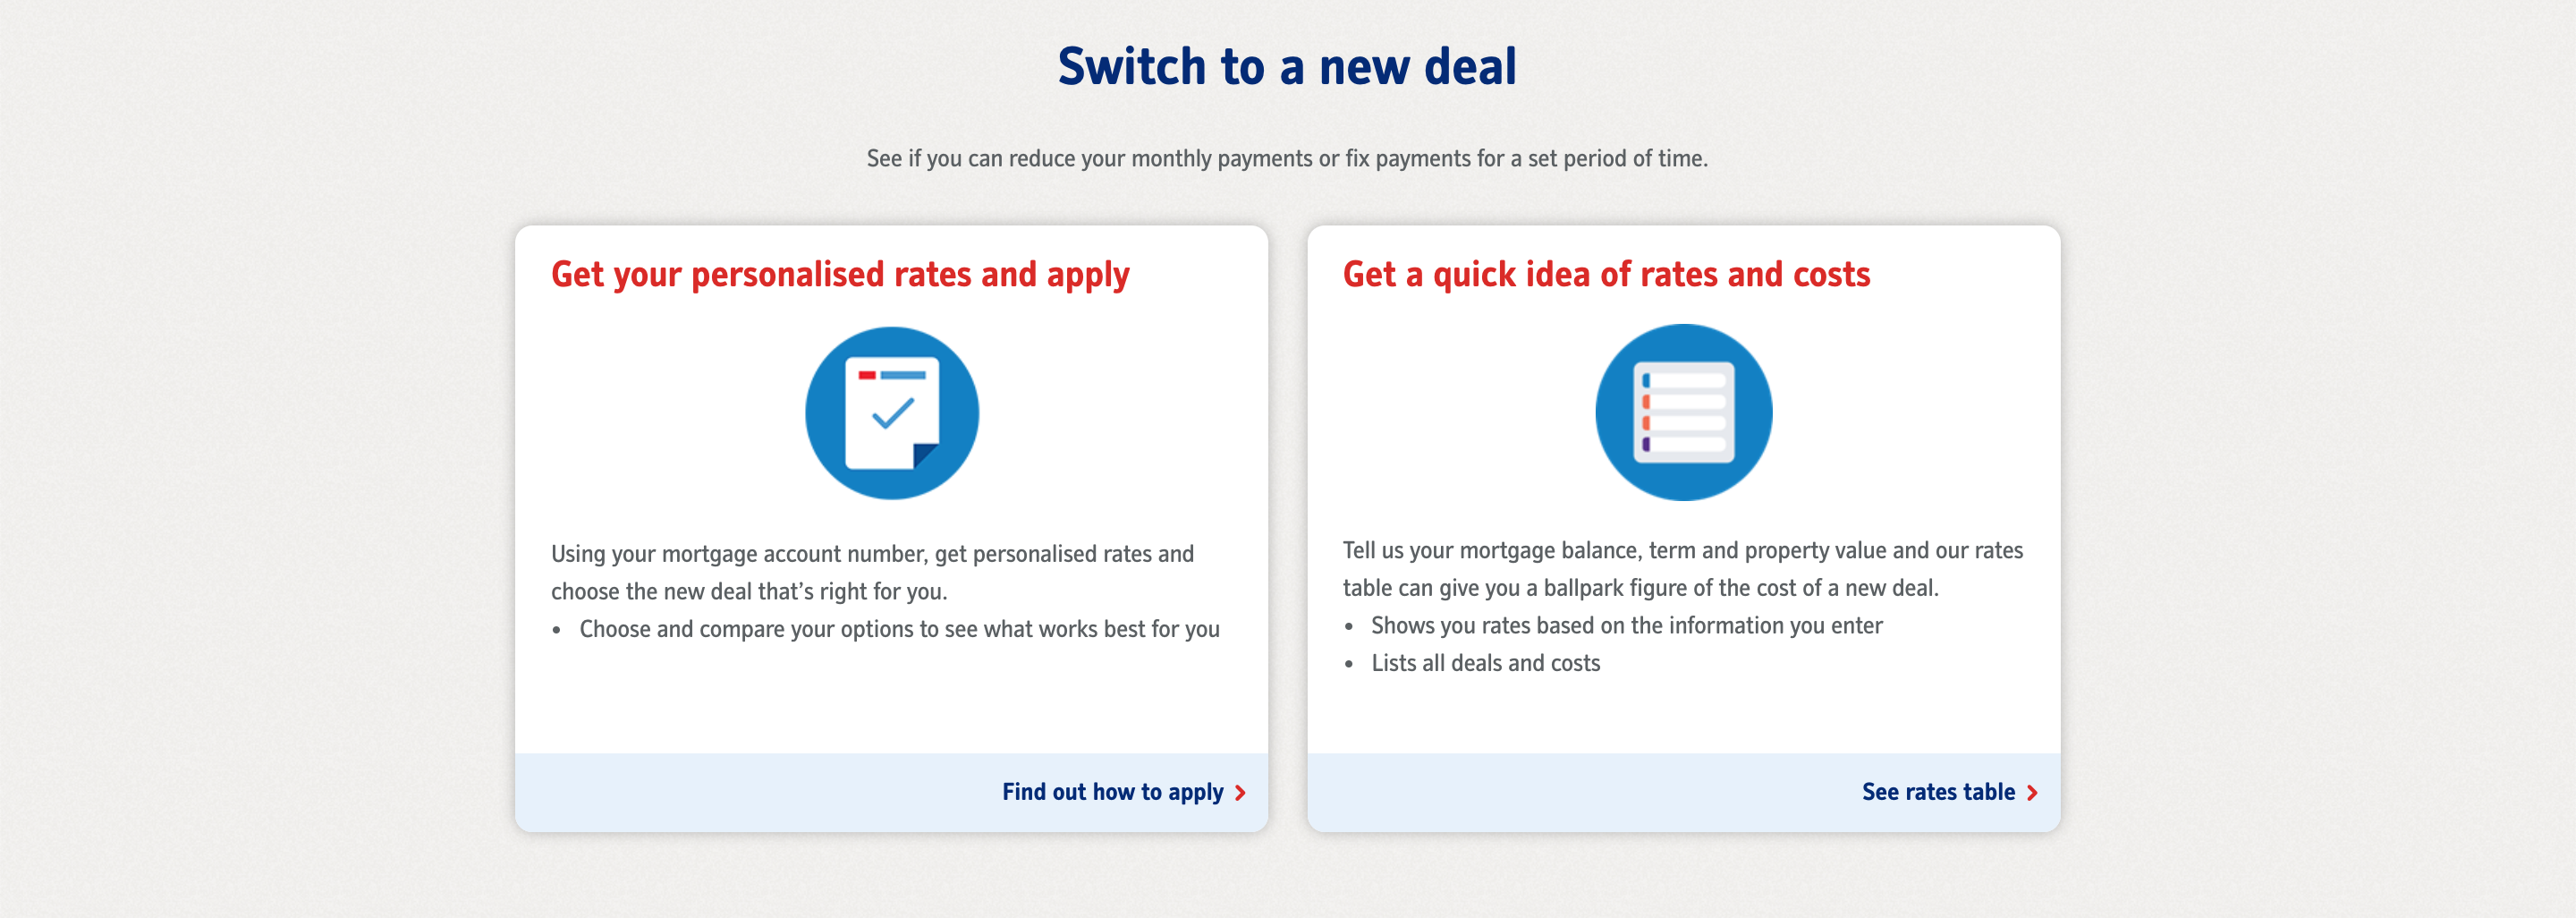 Switch to a new deal
See if you can reduce your monthly payments or fix payments for a set period of time.
Get your personalised rates and apply
Using your mortgage account number, get personalised rates and
choose the new deal that’s right for you.
• Choose and compare your options to see what works best for you
Find out how to apply
Get a quick idea of rates and costs
Tell us your mortgage balance, term and property value and our rates
table can give you a ballpark figure of the cost of a new deal.
• Shows you rates based on the information you enter
• Lists all deals and costs
See rates table